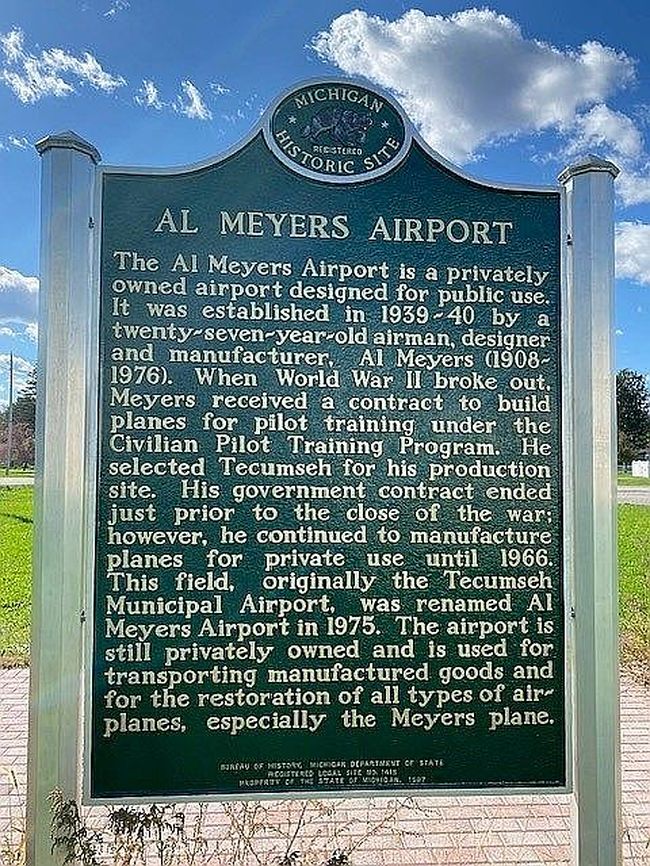 MICHIGAN
REGISTERED
HISTORIC SITE
AL MEYERS AIRPORT
The Al Meyers Airport is a privately
owned airport designed for public use.
It was established in 1939-40 by a
twenty-seven-year-old airman, designer
and manufacturer, Al Meyers (1908-
1976). When World War II broke out,
Meyers received a contract to build
planes for pilot training under the
Civilian Pilot Training Program. He
selected Tecumseh for his production
site. His government contract ended
just prior to the close of the war;
however, he continued to manufacture
planes for private use until 1966.
This field, originally the Tecumseh
Municipal Airport, was renamed Al
Meyers Airport in 1975. The airport is
still privately owned and is used for
transporting manufactured goods and
for the restoration of all types of air-
planes, especially the Meyers plane.
BUREAU OF HISTORY, MICHIGAN DEPARTMENT OF STATE
REGISTERED LOCAL SITE NO. 1415
PROPERTY OF THE STATE OF MICHIGAN, 1987